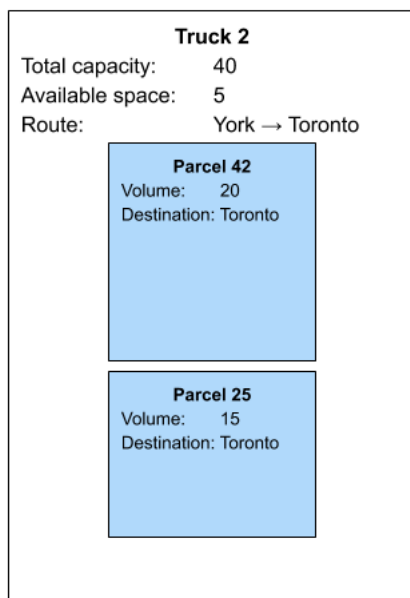 Truck 2
Total capacity: 40
Available space: 5
Route: York → Toronto
Parcel 42
Volume: 20
Destination: Toronto
Parcel 25
Volume: 15
Destination: Toronto